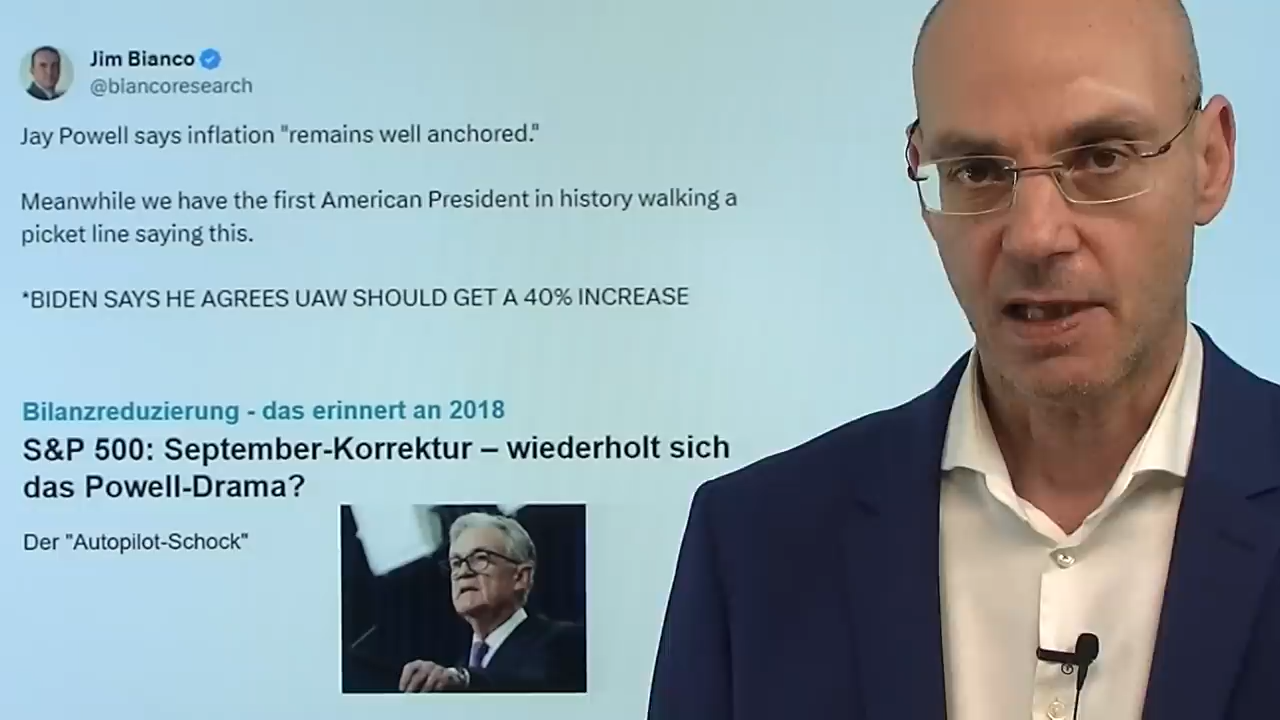 Jim Bianco
@biancoresearch
Jay Powell says inflation "remains well anchored."
Meanwhile we have the first American President in history walking a
picket line saying this.
*BIDEN SAYS HE AGREES UAW SHOULD GET A 40% INCREASE
Bilanzreduzierung - das erinnert an 2018
S&P 500: September-Korrektur – wiederholt sich
das Powell-Drama?
Der "Autopilot-Schock"